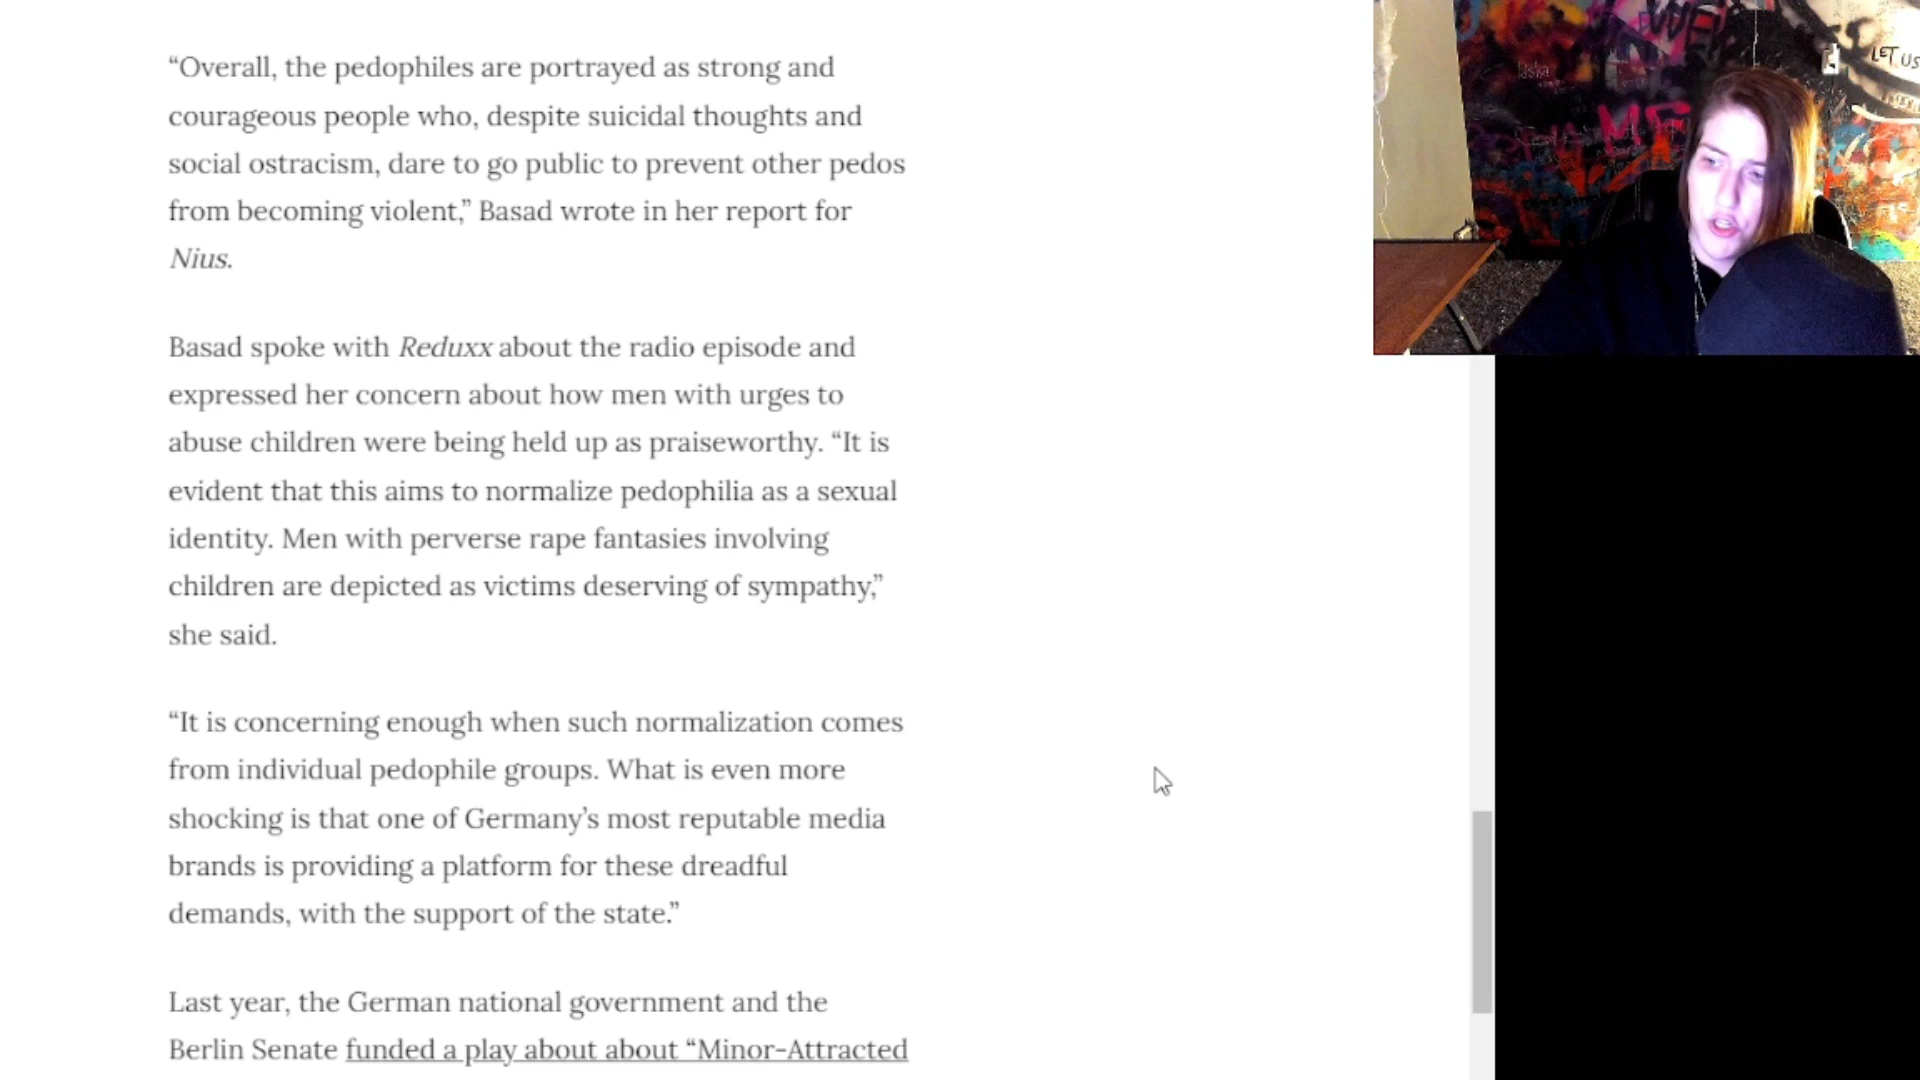 “Overall, the pedophiles are portrayed as strong and
courageous people who, despite suicidal thoughts and
social ostracism, dare to go public to prevent other pedos
from becoming violent,” Basad wrote in her report for
Nius.
Basad spoke with Reduxx about the radio episode and
expressed her concern about how men with urges to
abuse children were being held up as praiseworthy. “It is
evident that this aims to normalize pedophilia as a sexual
identity. Men with perverse rape fantasies involving
children are depicted as victims deserving of sympathy,”
she said.
“It is concerning enough when such normalization comes
from individual pedophile groups. What is even more
shocking is that one of Germany’s most reputable media
brands is providing a platform for these dreadful
demands, with the support of the state.”
Last year, the German national government and the
Berlin Senate funded a play about about “Minor-Attracted
LET US